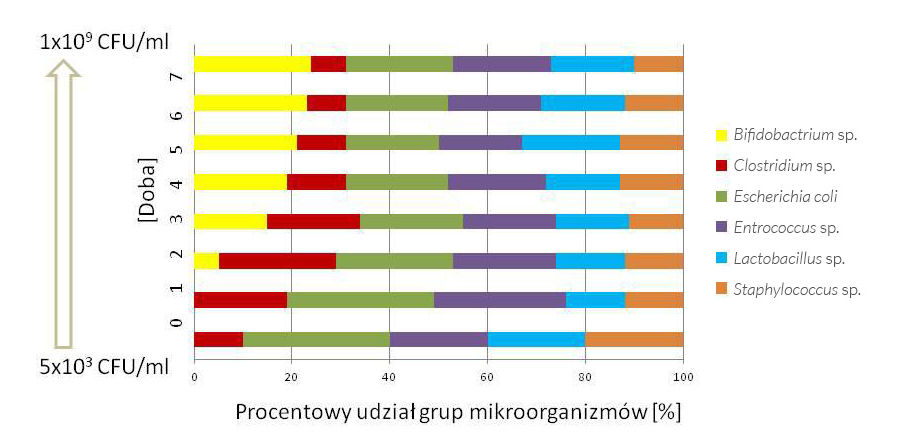 1x10⁹ CFU/ml
7
6
5
4
3
2
1
0
[Doba]
5x10³ CFU/ml
0 20 40 60 80 100
Procentowy udział grup mikroorganizmów [%]
Bifidobactrium sp.
Clostridium sp.
Escherichia coli
Entrococcus sp.
Lactobacillus sp.
Staphylococcus sp.